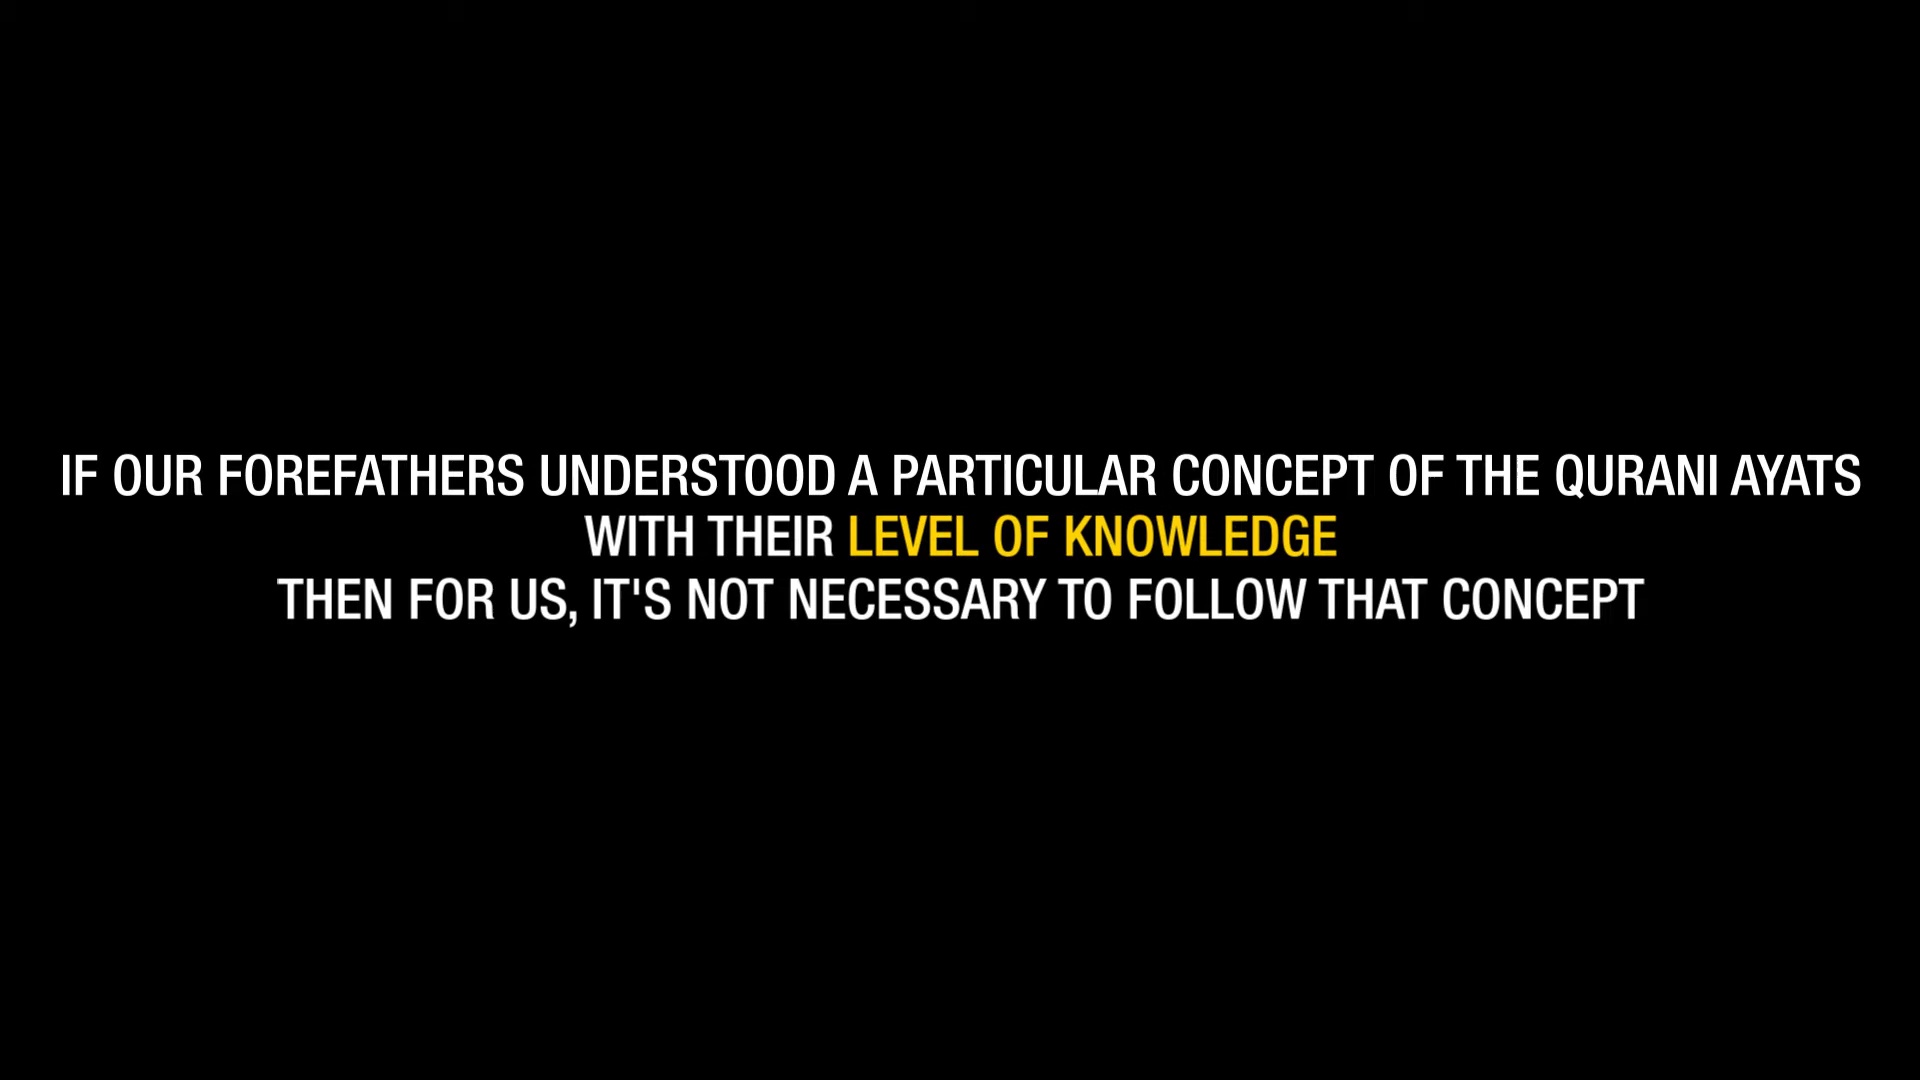 IF OUR FOREFATHERS UNDERSTOOD A PARTICULAR CONCEPT OF THE QURANI AYATS
WITH THEIR LEVEL OF KNOWLEDGE
THEN FOR US, IT'S NOT NECESSARY TO FOLLOW THAT CONCEPT